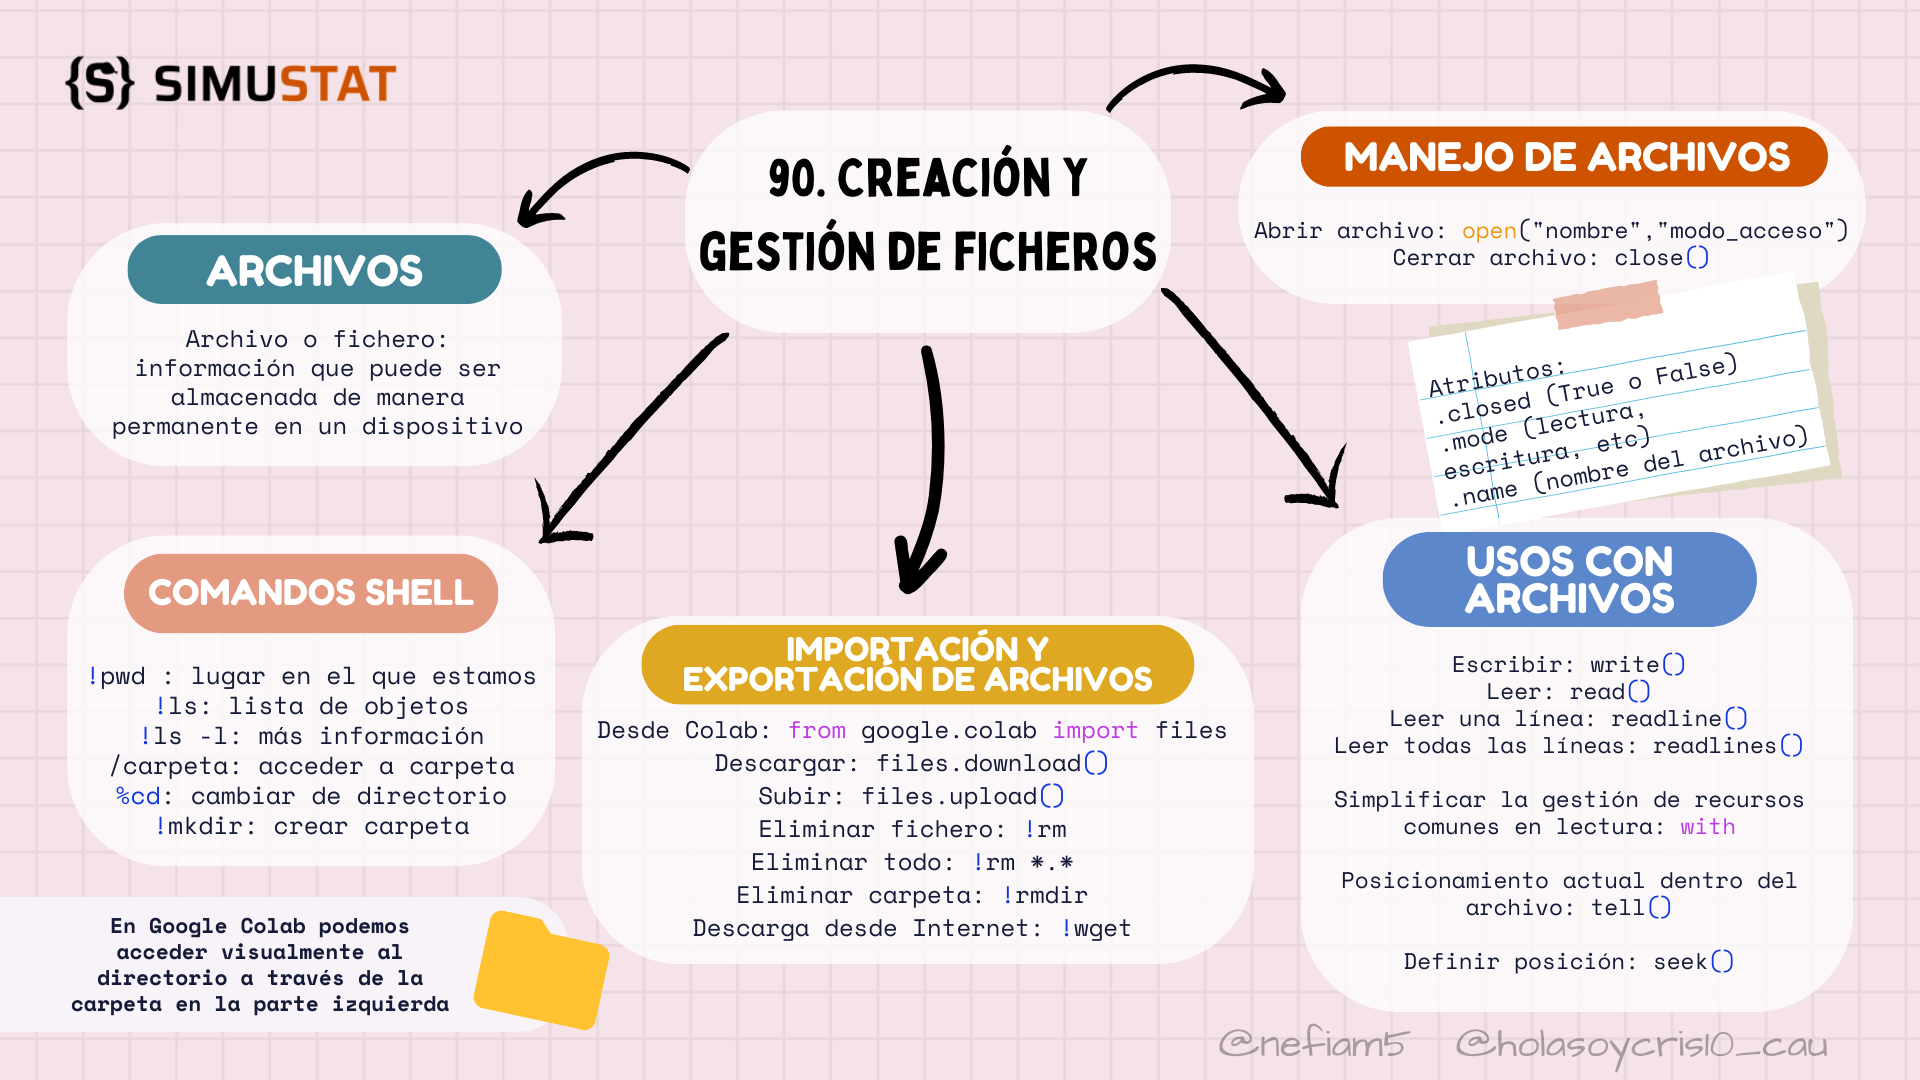 {S} SIMUSTAT
90. CREACIÓN Y
GESTIÓN DE FICHEROS
ARCHIVOS
Archivo o fichero:
información que puede ser
almacenada de manera
permanente en un dispositivo
MANEJO DE ARCHIVOS
Abrir archivo: open("nombre","modo_acceso")
Cerrar archivo: close()
Atributos:
.closed (True o False)
.mode (lectura,
escritura, etc)
.name (nombre del archivo)
COMANDOS SHELL
!pwd : lugar en el que estamos
!ls: lista de objetos
!ls -l: más información
/carpeta: acceder a carpeta
%cd: cambiar de directorio
!mkdir: crear carpeta
En Google Colab podemos
acceder visualmente al
directorio a través de la
carpeta en la parte izquierda
IMPORTACIÓN Y
EXPORTACIÓN DE ARCHIVOS
Desde Colab: from google.colab import files
Descargar: files.download()
Subir: files.upload()
Eliminar fichero: !rm
Eliminar todo: !rm *.*
Eliminar carpeta: !rmdir
Descarga desde Internet: !wget
USOS CON
ARCHIVOS
Escribir: write()
Leer: read()
Leer una línea: readline()
Leer todas las líneas: readlines()
Simplificar la gestión de recursos
comunes en lectura: with
Posicionamiento actual dentro del
archivo: tell()
Definir posición: seek()
@nefiam5 @holasoycris10_cau